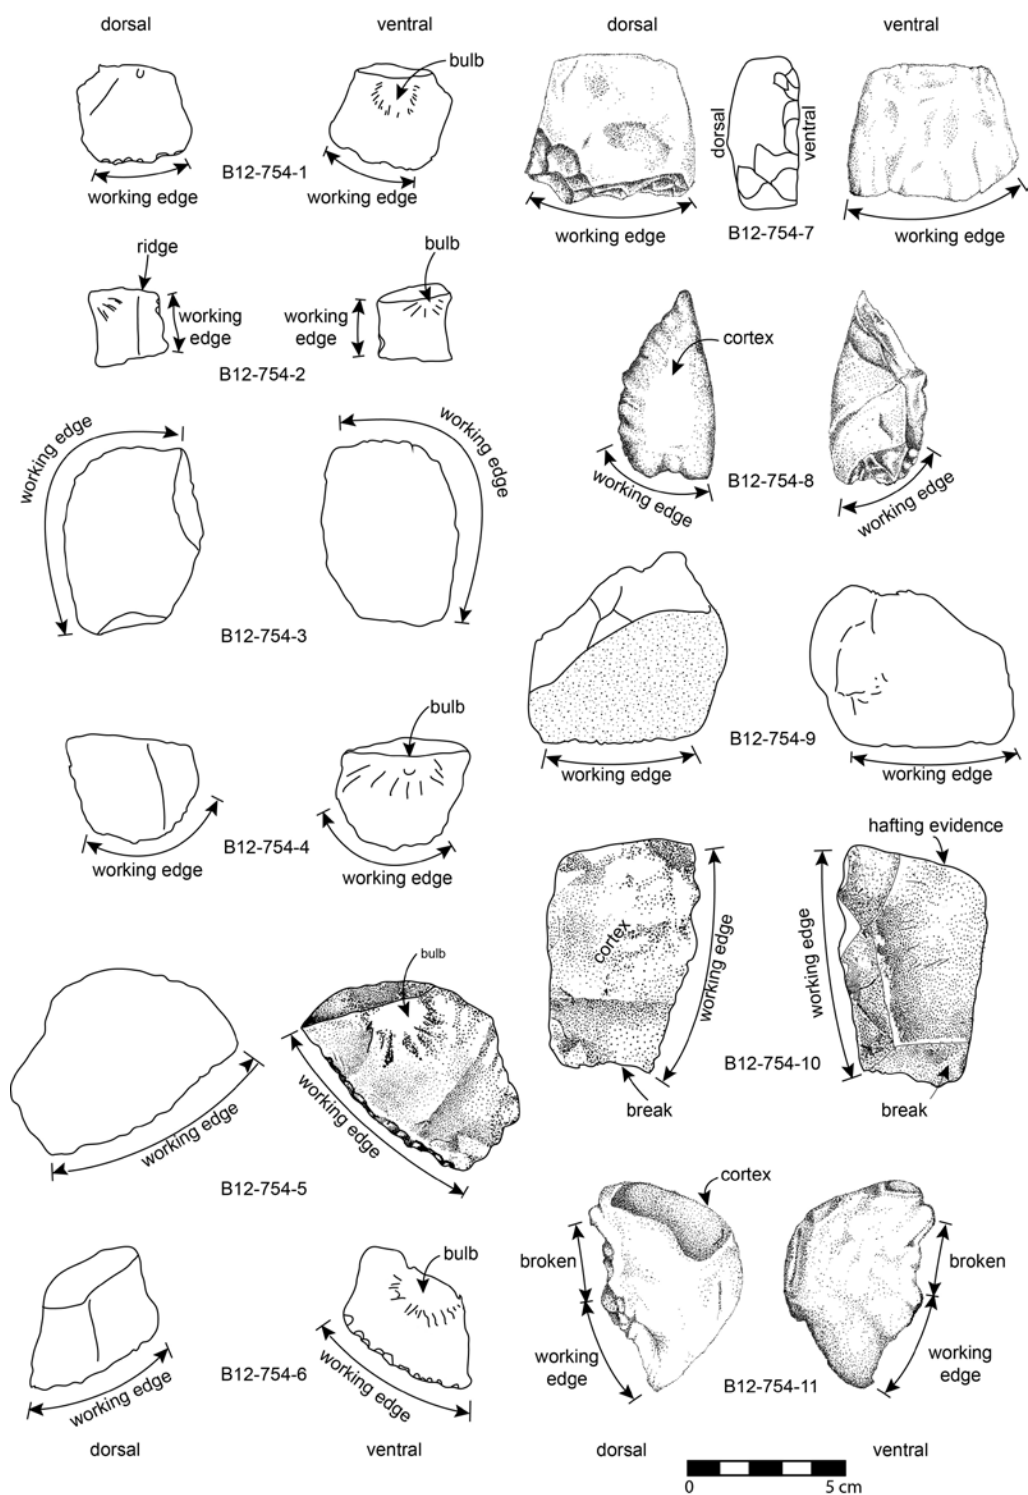 dorsal
ventral
dorsal
ventral
bulb
working edge
B12-754-1
working edge
ridge
bulb
working
edge
working
edge
B12-754-2
working edge
working edge
B12-754-3
bulb
working edge
B12-754-4
working edge
bulb
working edge
working edge
B12-754-5
bulb
working edge
B12-754-6
working edge
dorsal
ventral
dorsal
ventral
working edge
B12-754-7
working edge
cortex
working edge
B12-754-8
working edge
B12-754-9
working edge
working edge
hafting evidence
cortex
working edge
working edge
B12-754-10
break
break
cortex
broken
broken
working
edge
working
edge
B12-754-11
dorsal
ventral
0
5 cm